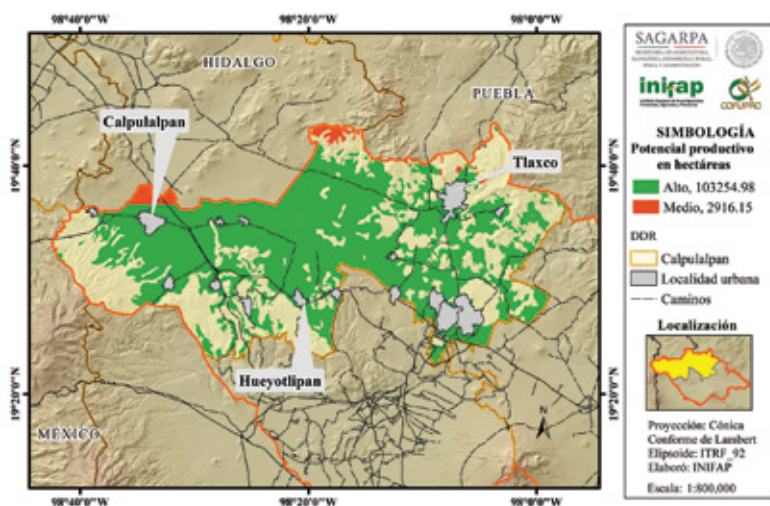 98°40'0"W
98°20'0"W
98°0'0"W
HIDALGO
PUEBLA
Calpulalpan
Tlaxco
19°40'0"N
19°40'0"N
Hueyotlipan
19°20'0"N
19°20'0"N
MÉXICO
N
98°40'0"W
98°20'0"W
98°0'0"W
SAGARPA
inifap
COFUPRO
SIMBOLOGÍA
Potencial productivo
en hectáreas
Alto, 103254.98
Medio, 2916.15
DDR
Calpulalpan
Localidad urbana
Caminos
Localización
Proyección: Cónica
Conforme de Lambert
Elipsoide: ITRF_92
Elaboró: INIFAP
Escala: 1:800,000